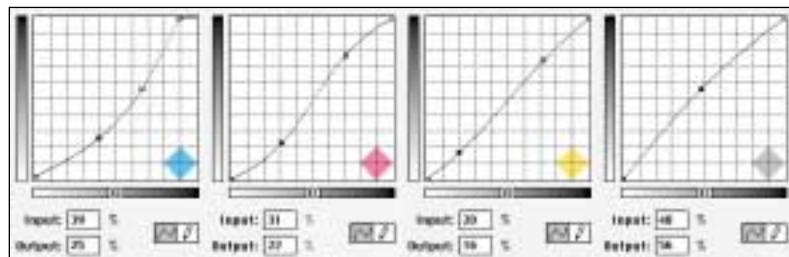 Input: 39 %
Output: 25 %
Input: 31 %
Output: 22 %
Input: 20 %
Output: 16 %
Input: 48 %
Output: 56 %